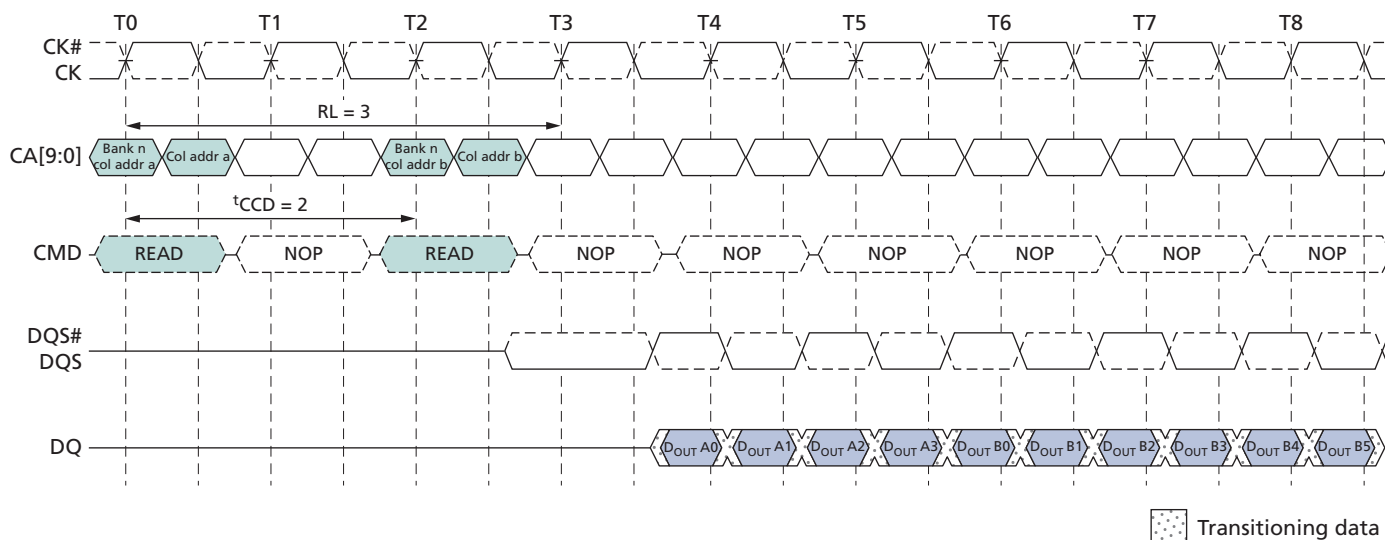 T0 T1 T2 T3 T4 T5 T6 T7 T8
CK#
CK
RL = 3
CA[9:0]
Bank n
col addr a
Col addr a
Bank n
col addr b
Col addr b
tCCD = 2
CMD READ NOP READ NOP NOP NOP NOP NOP NOP
DQS#
DQS
DQ DOUT A0 DOUT A1 DOUT A2 DOUT A3 DOUT B0 DOUT B1 DOUT B2 DOUT B3 DOUT B4 DOUT B5
Transitioning data